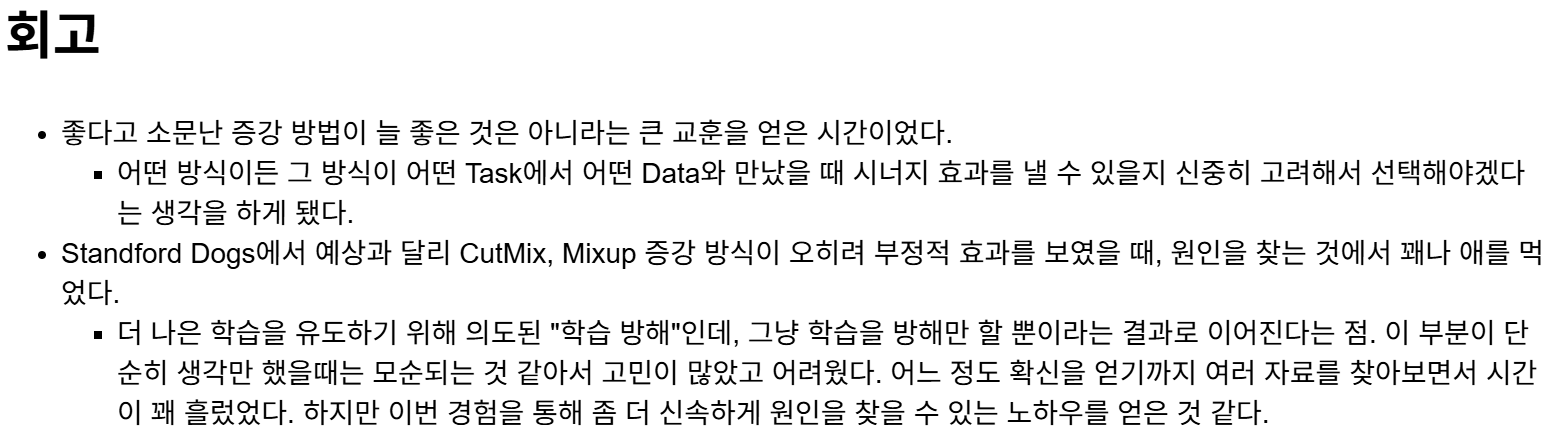 회고
좋다고 소문난 증강 방법이 늘 좋은 것은 아니라는 큰 교훈을 얻은 시간이었다.
어떤 방식이든 그 방식이 어떤 Task에서 어떤 Data와 만났을 때 시너지 효과를 낼 수 있을지 신중히 고려해서 선택해야겠다
는 생각을 하게 됐다.
Standford Dogs에서 예상과 달리 CutMix, Mixup 증강 방식이 오히려 부정적 효과를 보였을 때, 원인을 찾는 것에서 꽤나 애를 먹
었다.
더 나은 학습을 유도하기 위해 의도된 "학습 방해"인데, 그냥 학습을 방해만 할 뿐이라는 결과로 이어진다는 점. 이 부분이 단
순히 생각만 했을때는 모순되는 것 같아서 고민이 많았고 어려웠다. 어느 정도 확신을 얻기까지 여러 자료를 찾아보면서 시간
이 꽤 흘렀었다. 하지만 이번 경험을 통해 좀 더 신속하게 원인을 찾을 수 있는 노하우를 얻은 것 같다.